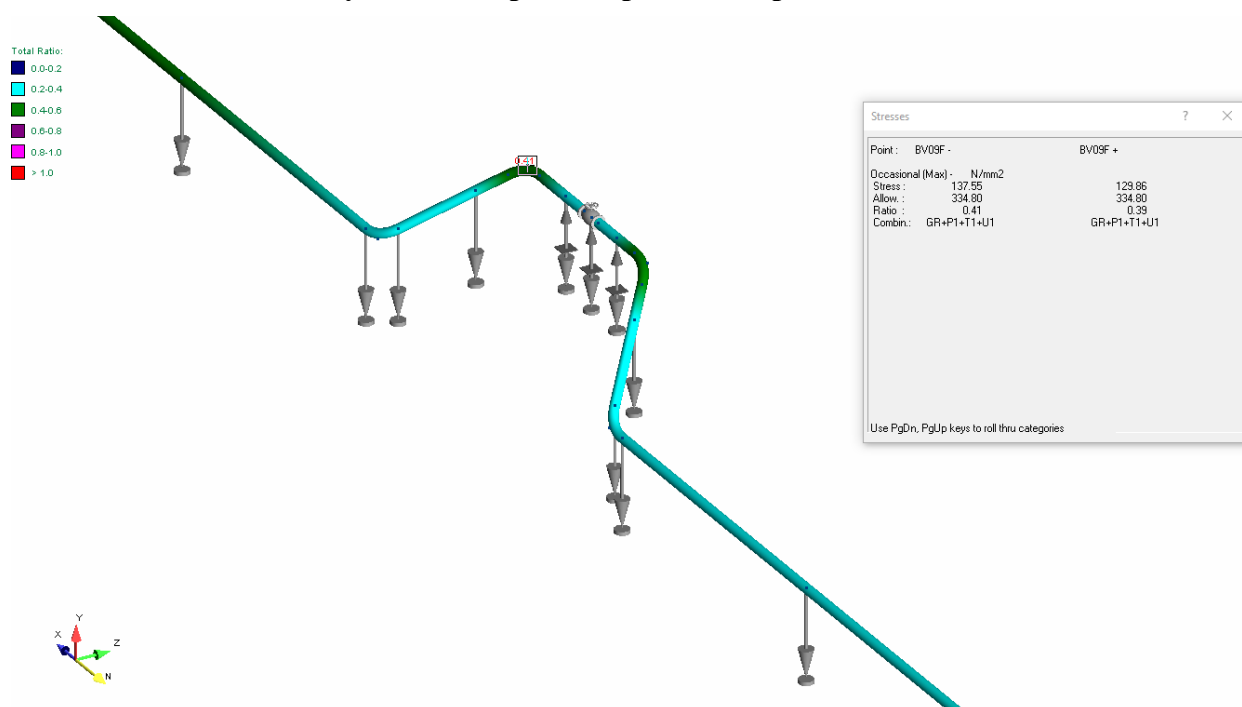 Total Ratio:
0.0-0.2
0.2-0.4
0.4-0.6
0.6-0.8
0.8-1.0
> 1.0
0.41
Stresses ? ×
Point : BV09F - BV09F +
Occasional (Max) - N/mm2
Stress : 137.55 129.86
Allow. : 334.80 334.80
Ratio : 0.41 0.39
Combin.: GR+P1+T1+U1 GR+P1+T1+U1
Use PgDn, PgUp keys to roll thru categories
Y
X
Z
N